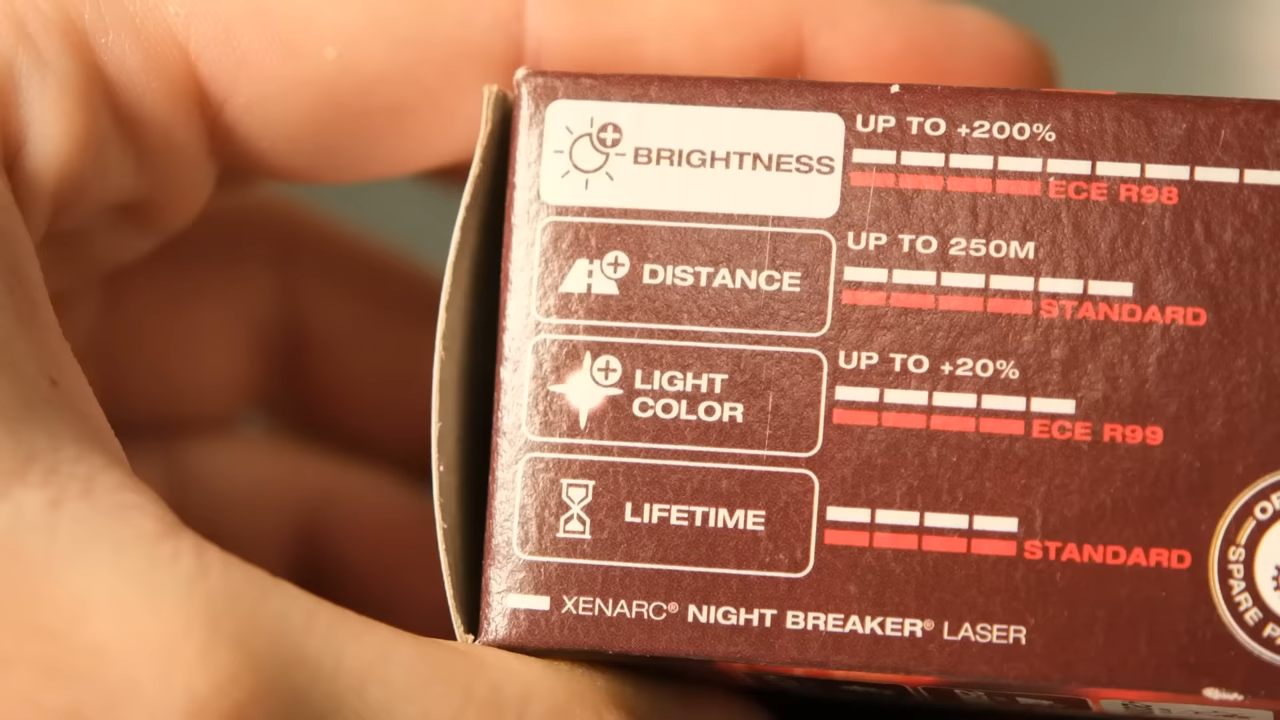 BRIGHTNESS
UP TO +200%
ECE R98
DISTANCE
UP TO 250M
STANDARD
LIGHT
COLOR
UP TO +20%
ECE R99
LIFETIME
STANDARD
XENARC® NIGHT BREAKER® LASER
SPARE